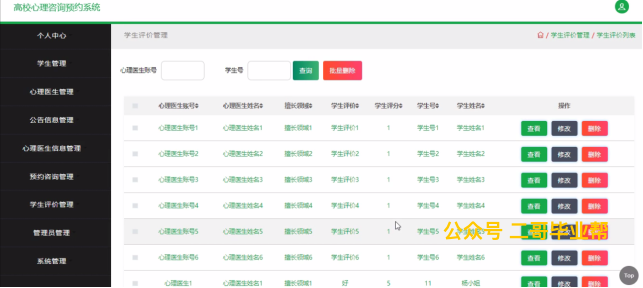 高校心理咨询预约系统
个人中心
学生管理
心理医生管理
公告信息管理
心理医生信息管理
预约咨询管理
学生评价管理
管理员管理
系统管理
学生评价管理
/ 学生评价管理 / 学生评价列表
心理医生账号 学生号 查询 批量删除
心理医生账号 心理医生姓名 擅长领域 学生评价 学生评分 学生号 学生姓名 操作
心理医生账号1 心理医生姓名1 擅长领域1 学生评价1 1 学生号1 学生姓名1 查看 修改 删除
心理医生账号2 心理医生姓名2 擅长领域2 学生评价2 1 学生号2 学生姓名2 查看 修改 删除
心理医生账号3 心理医生姓名3 擅长领域3 学生评价3 1 学生号3 学生姓名3 查看 修改 删除
心理医生账号4 心理医生姓名4 擅长领域4 学生评价4 1 学生号4 学生姓名4 查看 修改 删除
心理医生账号5 心理医生姓名5 擅长领域5 学生评价5 1 学生号5 学生姓名5 查看 修改 删除
公众号 二哥毕业帮
心理医生账号6 心理医生姓名6 擅长领域6 学生评价6 1 学生号6 学生姓名6 查看 修改 删除
心理医生1 心理医生姓名1 擅长领域1 好 5 11 杨小姐 查看 修改 删除
Top